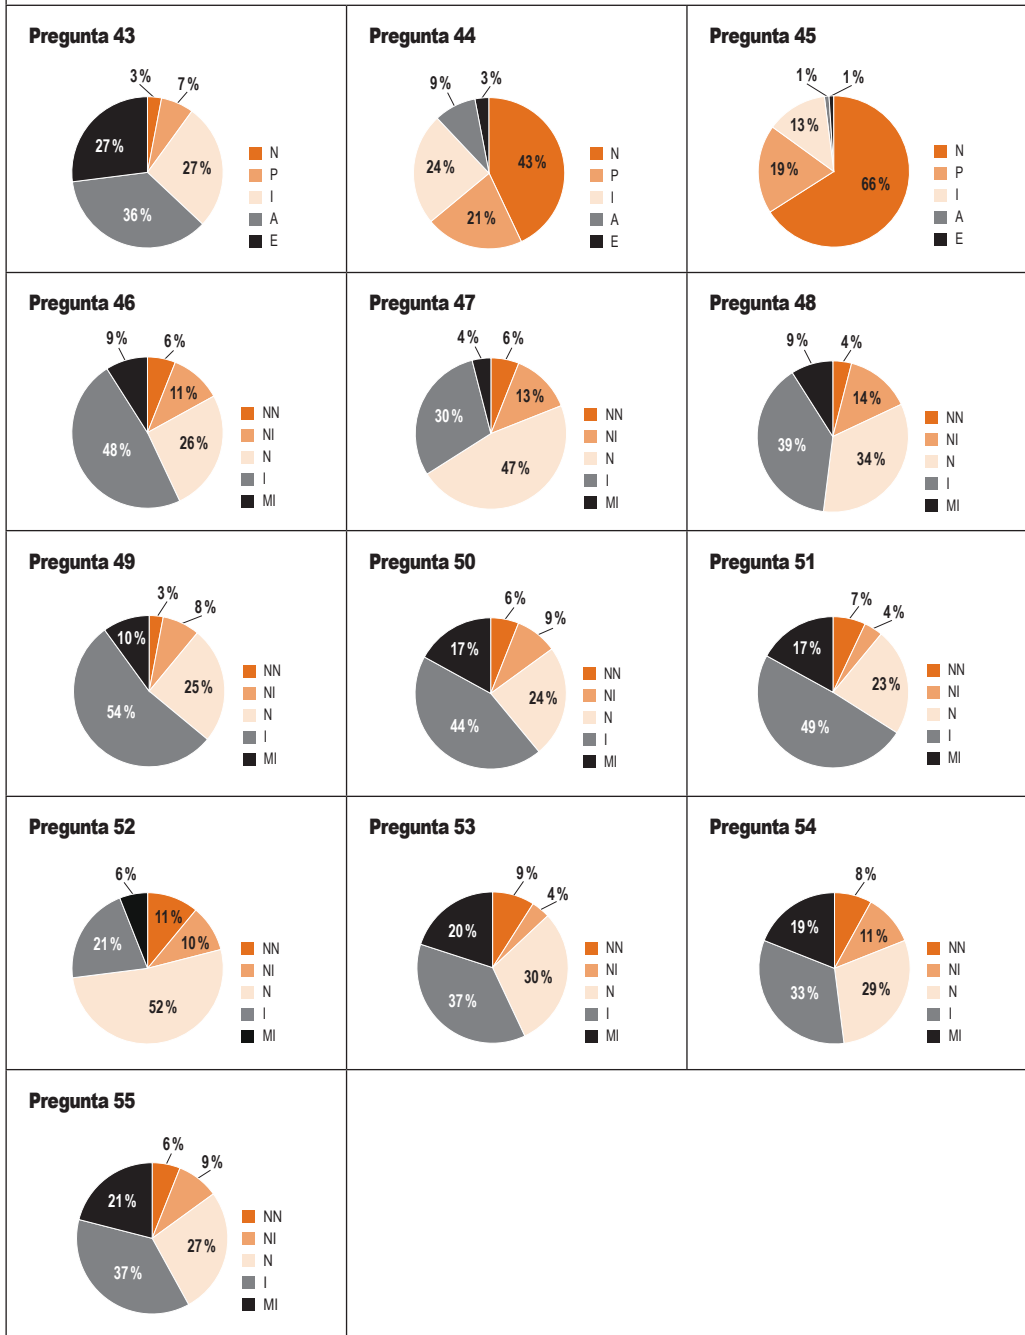 Pregunta 43
3 %
7 %
27 %
27 %
36 %
N
P
I
A
E
Pregunta 44
9 %
3 %
43 %
24 %
21 %
N
P
I
A
E
Pregunta 45
1 %
1 %
13 %
19 %
66 %
N
P
I
A
E
Pregunta 46
9 %
6 %
11 %
26 %
48 %
NN
NI
N
I
MI
Pregunta 47
4 %
6 %
13 %
30 %
47 %
NN
NI
N
I
MI
Pregunta 48
9 %
4 %
14 %
39 %
34 %
NN
NI
N
I
MI
Pregunta 49
3 %
8 %
10 %
25 %
54 %
NN
NI
N
I
MI
Pregunta 50
6 %
9 %
17 %
24 %
44 %
NN
NI
N
I
MI
Pregunta 51
7 %
4 %
17 %
23 %
49 %
NN
NI
N
I
MI
Pregunta 52
6 %
11 %
10 %
21 %
52 %
NN
NI
N
I
MI
Pregunta 53
9 %
4 %
20 %
30 %
37 %
NN
NI
N
I
MI
Pregunta 54
8 %
19 %
11 %
33 %
29 %
NN
NI
N
I
MI
Pregunta 55
6 %
9 %
21 %
27 %
37 %
NN
NI
N
I
MI